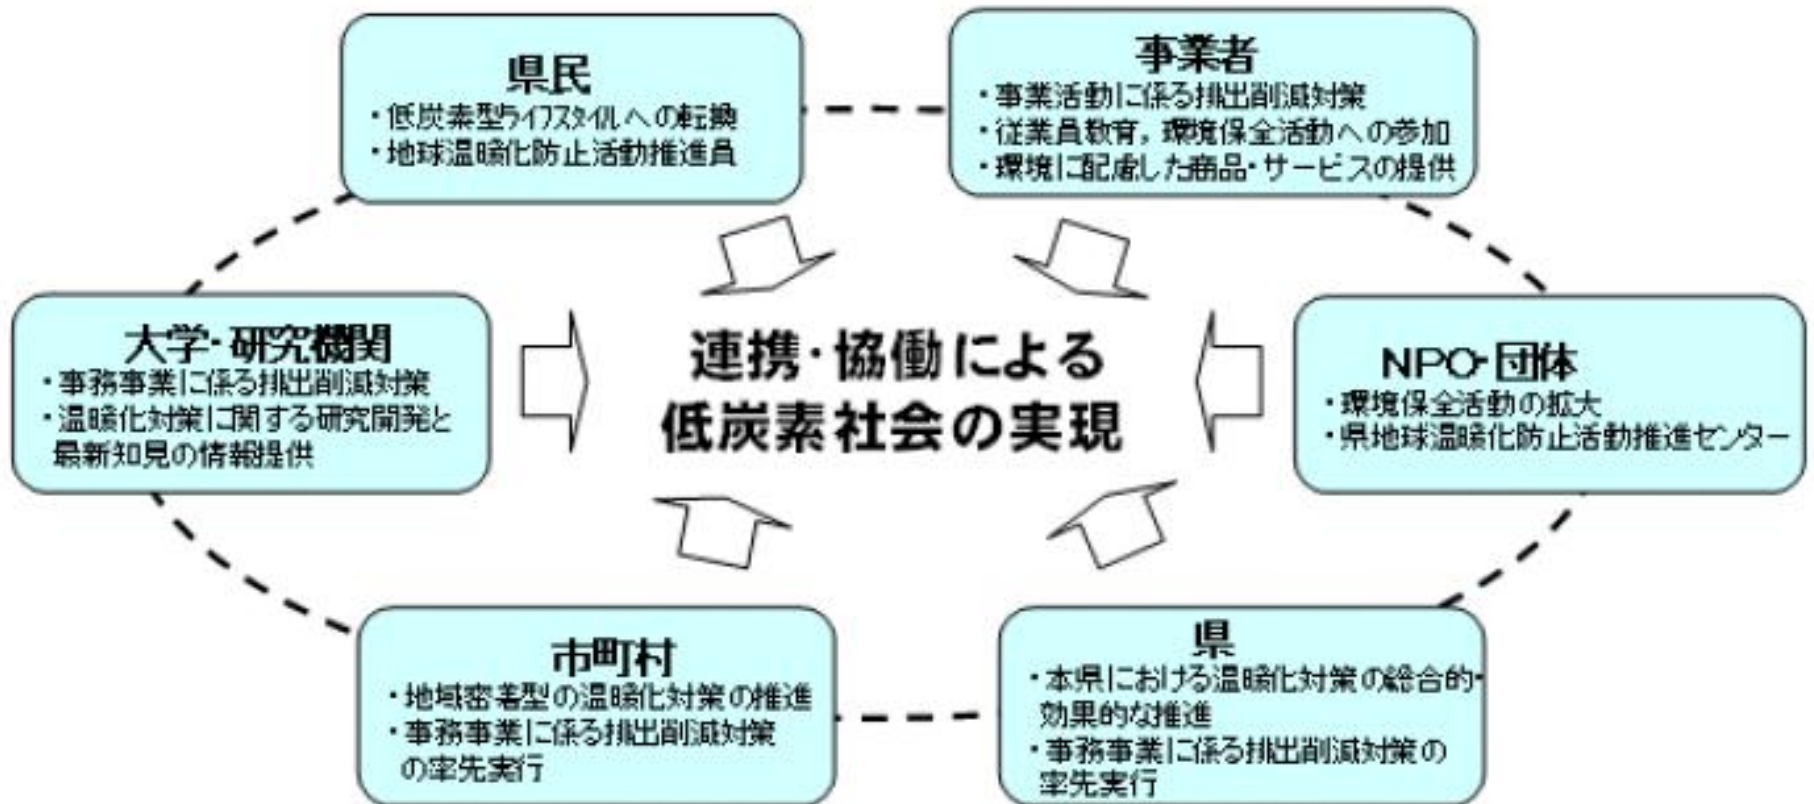 県民
・低炭素型ライフスタイルへの転換
・地球温暖化防止活動推進員
事業者
・事業活動に係る排出削減対策
・従業員教育，環境保全活動への参加
・環境に配慮した商品・サービスの提供
大学・研究機関
・事務事業に係る排出削減対策
・温暖化対策に関する研究開発と
最新知見の情報提供
連携・協働による
低炭素社会の実現
NPO・団体
・環境保全活動の拡大
・県地球温暖化防止活動推進センター
市町村
・地域密着型の温暖化対策の推進
・事務事業に係る排出削減対策
の率先実行
県
・本県における温暖化対策の総合的・
効果的な推進
・事務事業に係る排出削減対策の
率先実行